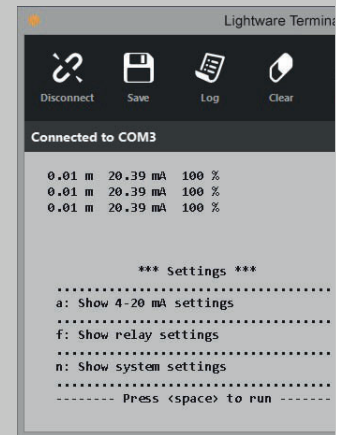 Lightware Termina
Disconnect Save Log Clear
Connected to COM3
0.01 m 20.39 mA 100 %
0.01 m 20.39 mA 100 %
0.01 m 20.39 mA 100 %
*** Settings ***
.......................................
a: Show 4-20 mA settings
.......................................
f: Show relay settings
.......................................
n: Show system settings
.......................................
-------- Press <space> to run -------